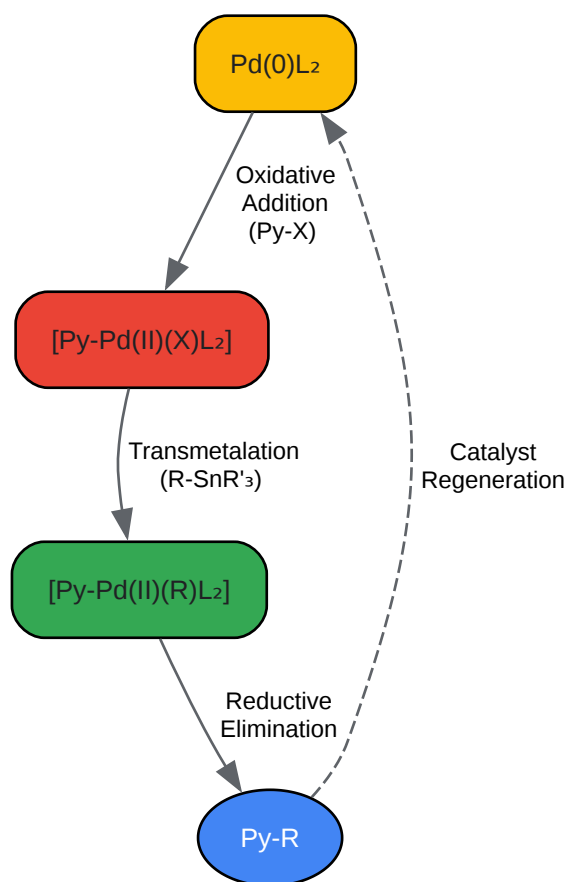 Pd(0)L₂
Oxidative
Addition
(Py-X)
[Py-Pd(II)(X)L₂]
Transmetalation
(R-SnR'₃)
Catalyst
Regeneration
[Py-Pd(II)(R)L₂]
Reductive
Elimination
Py-R